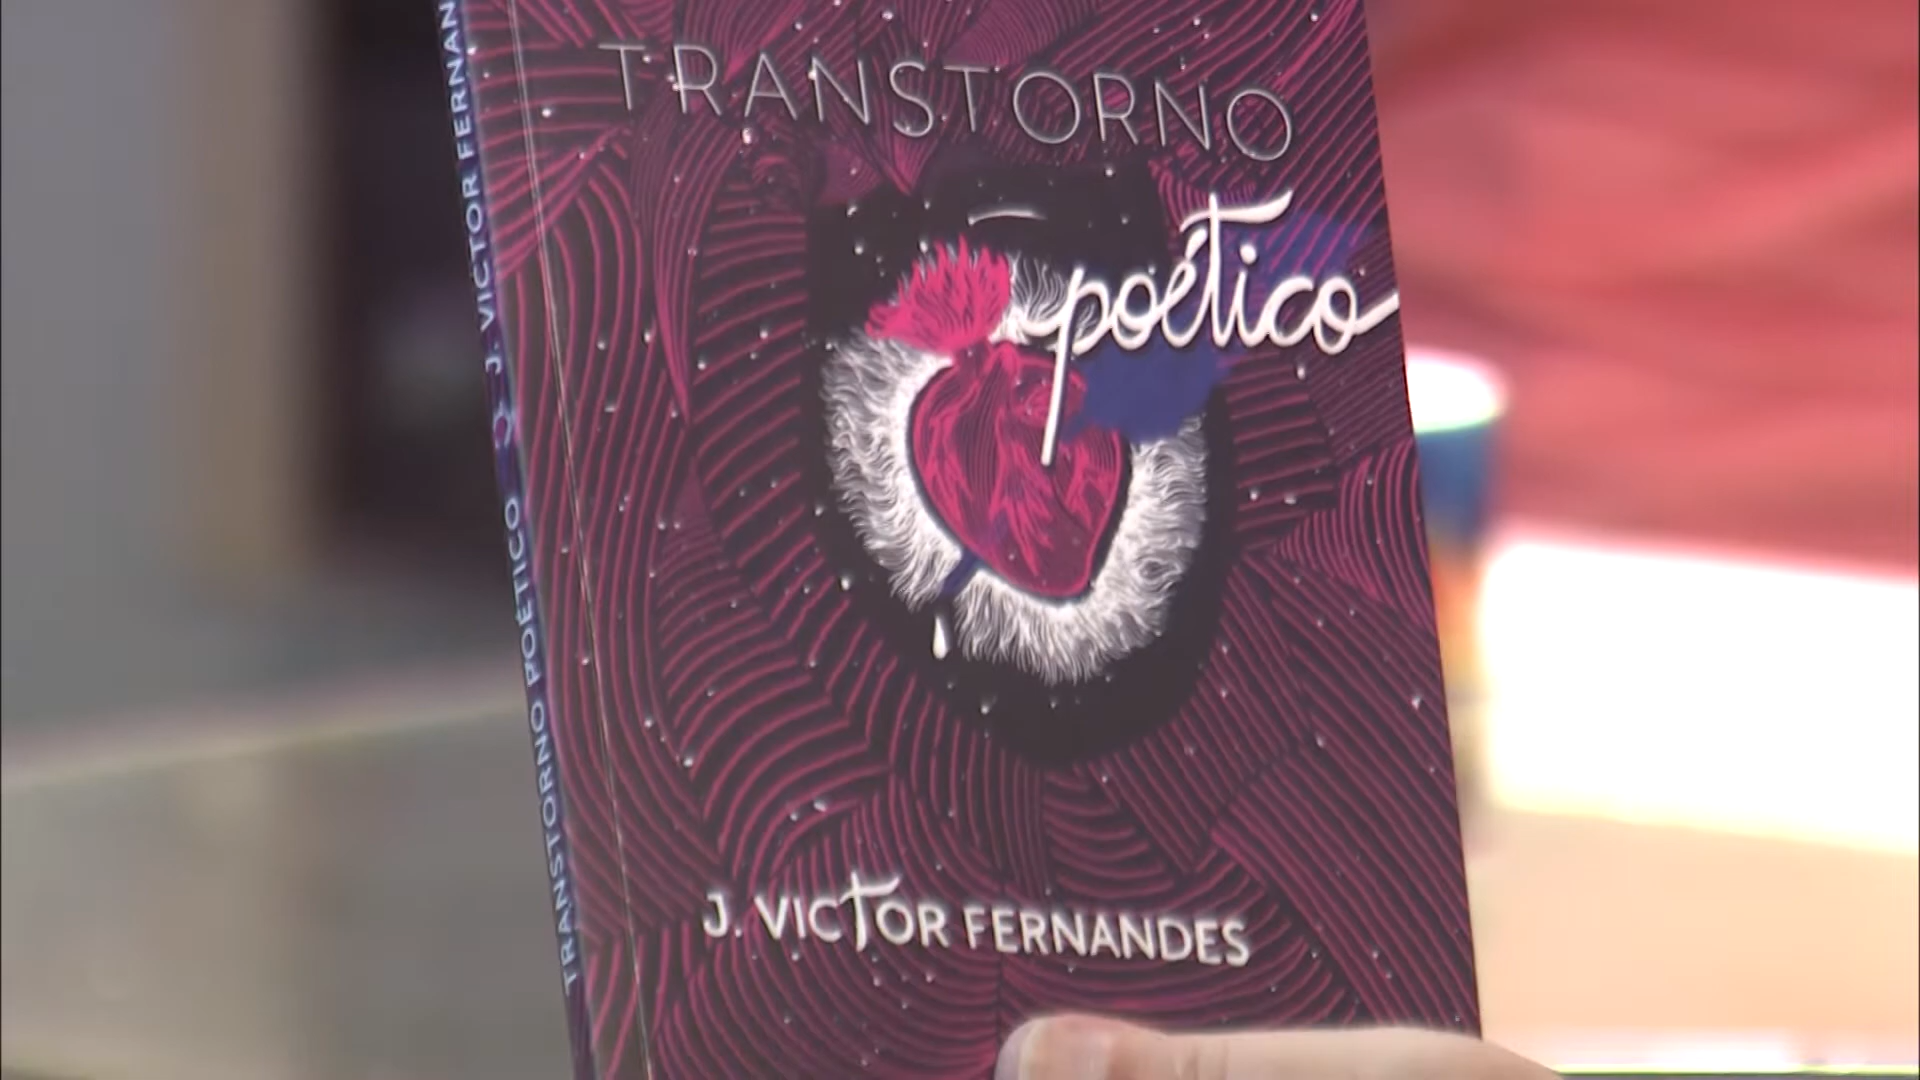 TRANSTORNO
poético
J. VICTOR FERNANDES
TRANSTORNO POÉTICO J. VICTOR FERNAN